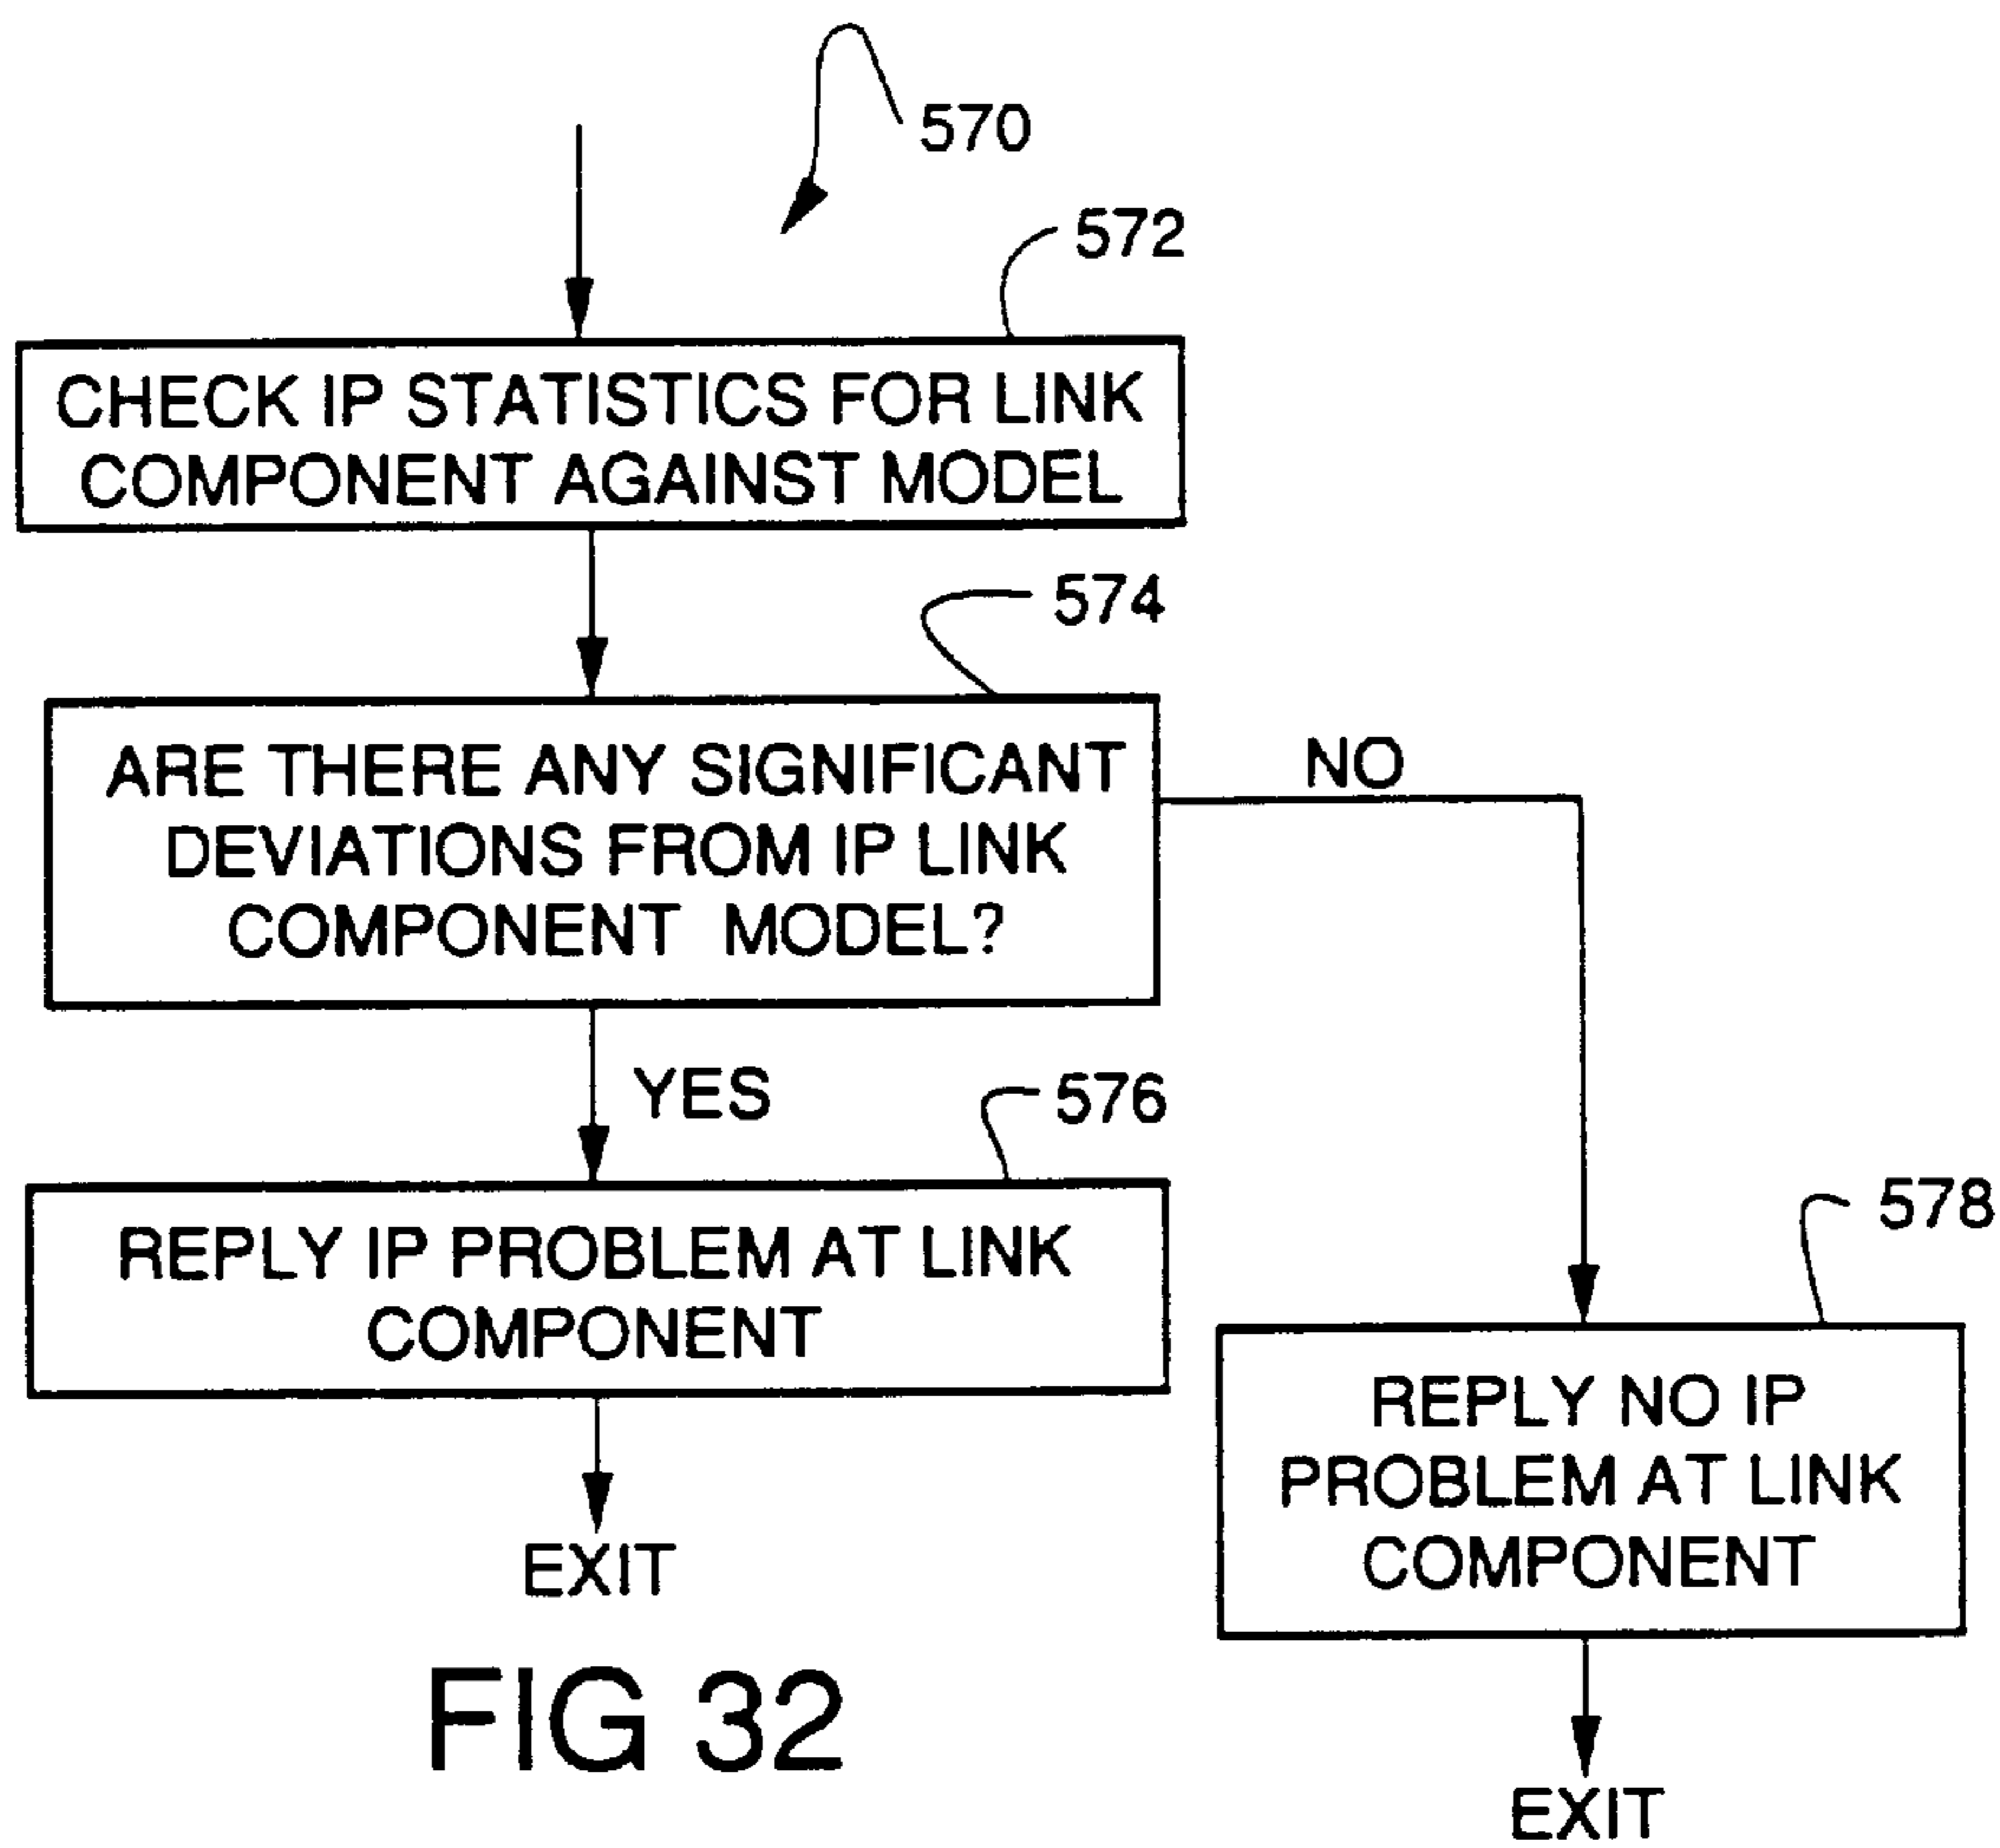 570
572
CHECK IP STATISTICS FOR LINK
COMPONENT AGAINST MODEL
574
ARE THERE ANY SIGNIFICANT
DEVIATIONS FROM IP LINK
COMPONENT MODEL?
NO
YES
576
REPLY IP PROBLEM AT LINK
COMPONENT
EXIT
578
REPLY NO IP
PROBLEM AT LINK
COMPONENT
EXIT
FIG 32